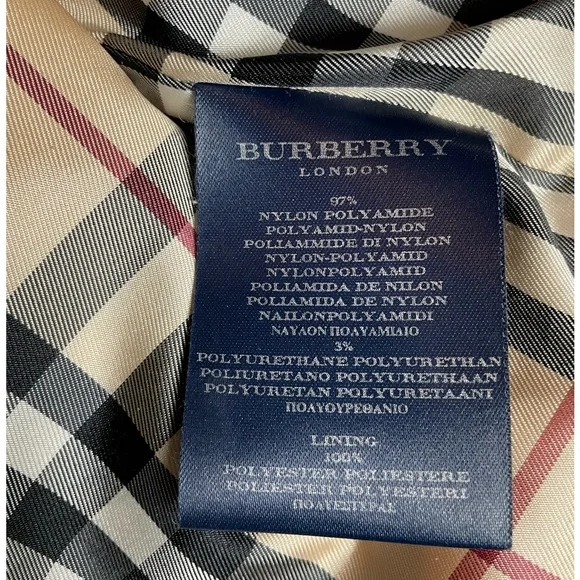 BURBERRY
LONDON
97%
NYLON POLYAMIDE
POLYAMID-NYLON
POLIAMMIDE DI NYLON
NYLON-POLYAMID
NYLONPOLYAMID
POLIAMIDA DE NILON
POLIAMIDA DE NYLON
NAILONPOLYAMIDI
ΝΑΥΛΟΝ ΠΟΛΥΑΜΙΔΙΟ
3%
POLYURETHANE POLYURETHAN
POLIURETANO POLYURETHAAN
POLYURETAN POLYURETAANI
ΠΟΛΥΟΥΡΕΘΑΝΙΟ
LINING
100%
POLYESTER POLIESTERE
POLIESTER POLYESTERI
ΠΟΛΥΕΣΤΥΡΑΣ